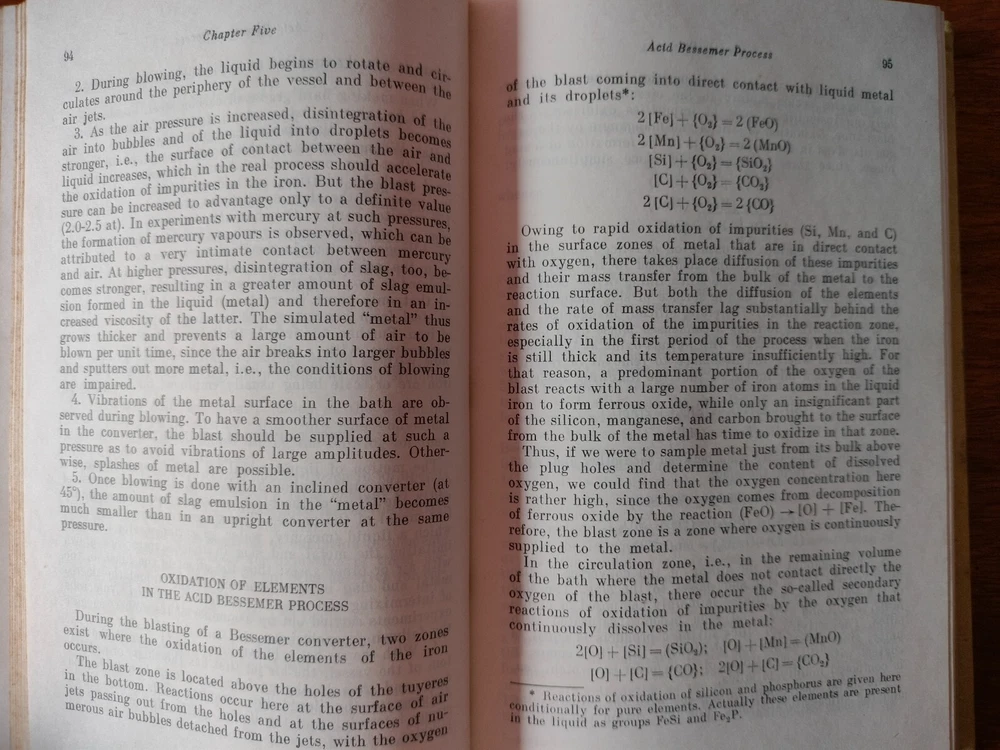 94
Chapter Five
2. During blowing, the liquid begins to rotate and cir-
culates around the periphery of the vessel and between the
air jets.
3. As the air pressure is increased, disintegration of the
air into bubbles and of the liquid into droplets becomes
stronger, i.e., the surface of contact between the air and
liquid increases, which in the real process should accelerate
the oxidation of impurities in the iron. But the blast pres-
sure can be increased to advantage only to a definite value
(2.0-2.5 at). In experiments with mercury at such pressures,
the formation of mercury vapours is observed, which can be
attributed to a very intimate contact between mercury
and air. At higher pressures, disintegration of slag, too, be-
comes stronger, resulting in a greater amount of slag emul-
sion formed in the liquid (metal) and therefore in an in-
creased viscosity of the latter. The simulated “metal” thus
grows thicker and prevents a large amount of air to be
blown per unit time, since the air breaks into larger bubbles
and sputters out more metal, i.e., the conditions of blowing
are impaired.
4. Vibrations of the metal surface in the bath are ob-
served during blowing. To have a smoother surface of metal
in the converter, the blast should be supplied at such a
pressure as to avoid vibrations of large amplitudes. Other-
wise, splashes of metal are possible.
5. Once blowing is done with an inclined converter (at
45°), the amount of slag emulsion in the “metal” becomes
much smaller than in an upright converter at the same
pressure.
OXIDATION OF ELEMENTS
IN THE ACID BESSEMER PROCESS
During the blasting of a Bessemer converter, two zones
exist where the oxidation of the elements of the iron
occurs.
The blast zone is located above the holes of the tuyeres
in the bottom. Reactions occur here at the surface of air
jets passing out from the holes and at the surfaces of nu-
merous air bubbles detached from the jets, with the oxygen
Acid Bessemer Process
95
of the blast coming into direct contact with liquid metal
and its droplets*:
2 [Fe] + {O₂} = 2 (FeO)
2 [Mn] + {O₂} = 2 (MnO)
[Si] + {O₂} = {SiO₂}
[C] + {O₂} = {CO₂}
2 [C] + {O₂} = 2 {CO}
Owing to rapid oxidation of impurities (Si, Mn, and C)
in the surface zones of metal that are in direct contact
with oxygen, there takes place diffusion of these impurities
and their mass transfer from the bulk of the metal to the
reaction surface. But both the diffusion of the elements
and the rate of mass transfer lag substantially behind the
rates of oxidation of the impurities in the reaction zone,
especially in the first period of the process when the iron
is still thick and its temperature insufficiently high. For
that reason, a predominant portion of the oxygen of the
blast reacts with a large number of iron atoms in the liquid
iron to form ferrous oxide, while only an insignificant part
of the silicon, manganese, and carbon brought to the surface
from the bulk of the metal has time to oxidize in that zone.
Thus, if we were to sample metal just from its bulk above
the plug holes and determine the content of dissolved
oxygen, we could find that the oxygen concentration here
is rather high, since the oxygen comes from decomposition
of ferrous oxide by the reaction (FeO) → [O] + [Fe]. The-
refore, the blast zone is a zone where oxygen is continuously
supplied to the metal.
In the circulation zone, i.e., in the remaining volume
of the bath where the metal does not contact directly the
oxygen of the blast, there occur the so-called secondary
reactions of oxidation of impurities by the oxygen that
continuously dissolves in the metal:
2[O] + [Si] = (SiO₂); [O] + [Mn] = (MnO)
[O] + [C] = {CO}; 2[O] + [C] = {CO₂}
* Reactions of oxidation of silicon and phosphorus are given here
conditionally for pure elements. Actually these elements are present
in the liquid as groups FeSi and Fe₂P.